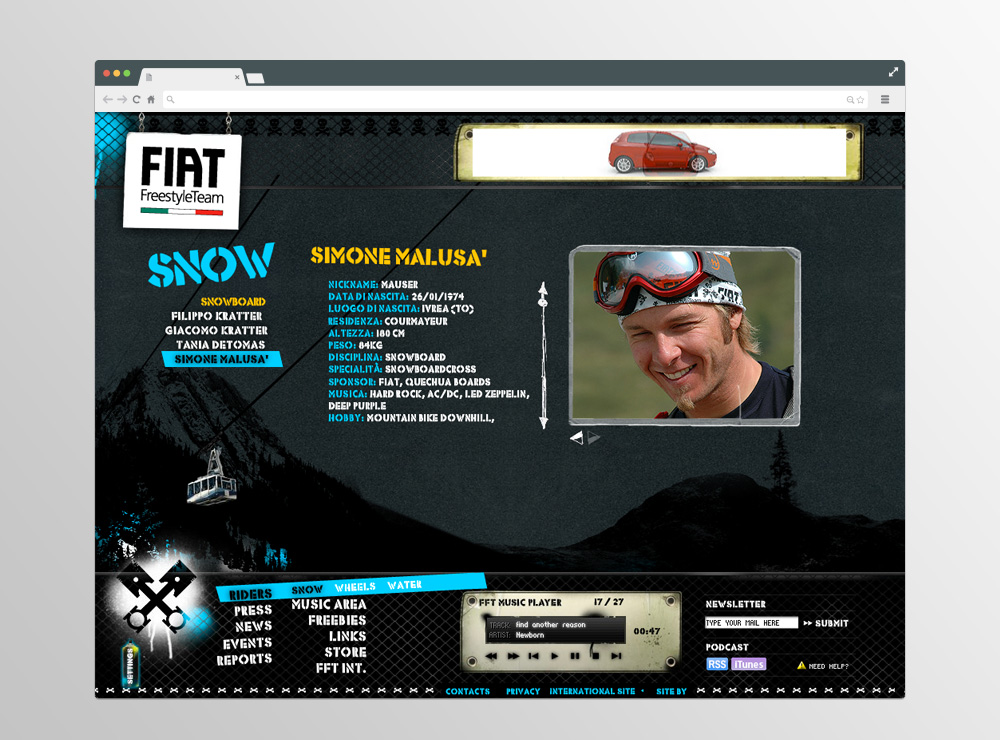 FIAT
FreestyleTeam
SNOW
SNOWBOARD
FILIPPO KRATTER
GIACOMO KRATTER
TANIA DETOMAS
SIMONE MALUSA'
SIMONE MALUSA'
NICKNAME: MAUSER
DATA DI NASCITA: 26/01/1974
LUOGO DI NASCITA: IVREA (TO)
RESIDENZA: COURMAYEUR
ALTEZZA: 180 CM
PESO: 84KG
DISCIPLINA: SNOWBOARD
SPECIALITÀ: SNOWBOARDCROSS
SPONSOR: FIAT, QUECHUA BOARDS
MUSICA: HARD ROCK, AC/DC, LED ZEPPELIN,
DEEP PURPLE
HOBBY: MOUNTAIN BIKE DOWNHILL,
FIAT
SETTINGS
RIDERS SNOW WHEELS WATER
PRESS
NEWS
EVENTS
REPORTS
MUSIC AREA
FREEBIES
LINKS
STORE
FFT INT.
FFT MUSIC PLAYER 17 / 27
TRACK: And another reason
ARTIST: Newborn
00:47
NEWSLETTER
TYPE YOUR MAIL HERE SUBMIT
PODCAST
RSS iTunes NEED HELP?
CONTACTS PRIVACY INTERNATIONAL SITE SITE BY